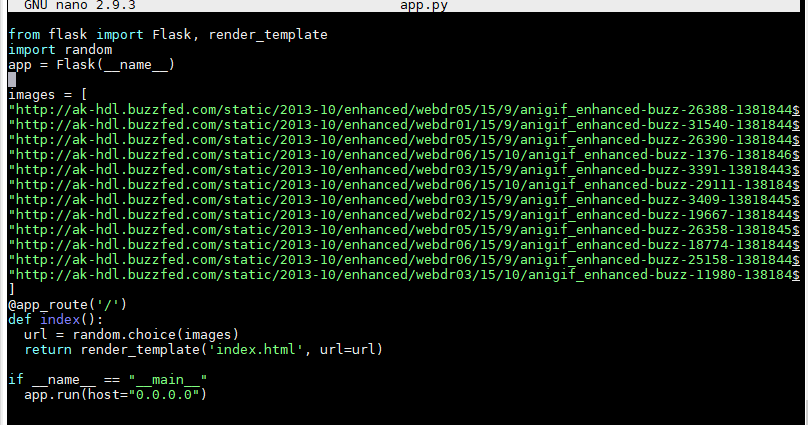 GNU nano 2.9.3 app.py
from flask import Flask, render_template
import random
app = Flask(__name__)
images = [
"http://ak-hdl.buzzfed.com/static/2013-10/enhanced/webdr05/15/9/anigif_enhanced-buzz-26388-1381844$
"http://ak-hdl.buzzfed.com/static/2013-10/enhanced/webdr01/15/9/anigif_enhanced-buzz-31540-1381844$
"http://ak-hdl.buzzfed.com/static/2013-10/enhanced/webdr05/15/9/anigif_enhanced-buzz-26390-1381844$
"http://ak-hdl.buzzfed.com/static/2013-10/enhanced/webdr06/15/10/anigif_enhanced-buzz-1376-1381846$
"http://ak-hdl.buzzfed.com/static/2013-10/enhanced/webdr03/15/9/anigif_enhanced-buzz-3391-13818443$
"http://ak-hdl.buzzfed.com/static/2013-10/enhanced/webdr06/15/10/anigif_enhanced-buzz-29111-138184$
"http://ak-hdl.buzzfed.com/static/2013-10/enhanced/webdr03/15/9/anigif_enhanced-buzz-3409-13818445$
"http://ak-hdl.buzzfed.com/static/2013-10/enhanced/webdr02/15/9/anigif_enhanced-buzz-19667-1381844$
"http://ak-hdl.buzzfed.com/static/2013-10/enhanced/webdr05/15/9/anigif_enhanced-buzz-26358-1381845$
"http://ak-hdl.buzzfed.com/static/2013-10/enhanced/webdr06/15/9/anigif_enhanced-buzz-18774-1381844$
"http://ak-hdl.buzzfed.com/static/2013-10/enhanced/webdr06/15/9/anigif_enhanced-buzz-25158-1381844$
"http://ak-hdl.buzzfed.com/static/2013-10/enhanced/webdr03/15/10/anigif_enhanced-buzz-11980-138184$
]
@app_route('/')
def index():
  url = random.choice(images)
  return render_template('index.html', url=url)
if __name__ == "__main__"
  app.run(host="0.0.0.0")